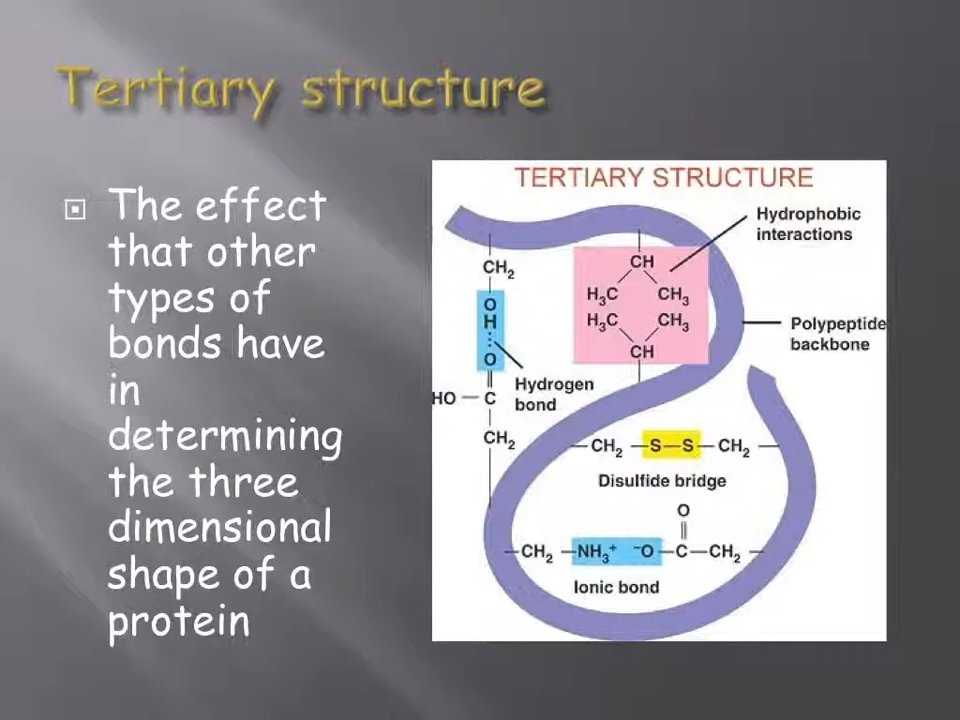 Tertiary structure
The effect
that other
types of
bonds have
in
determining
the three
dimensional
shape of a
protein
TERTIARY STRUCTURE
Hydrophobic
interactions
CH₂
CH
O
H
H₃C CH₃
H₃C CH₃
O
CH
Polypeptide
backbone
Hydrogen
bond
HO — C
CH₂
CH₂ — S — S — CH₂
Disulfide bridge
O
CH₂ — NH₃⁺ ⁻O — C — CH₂
Ionic bond